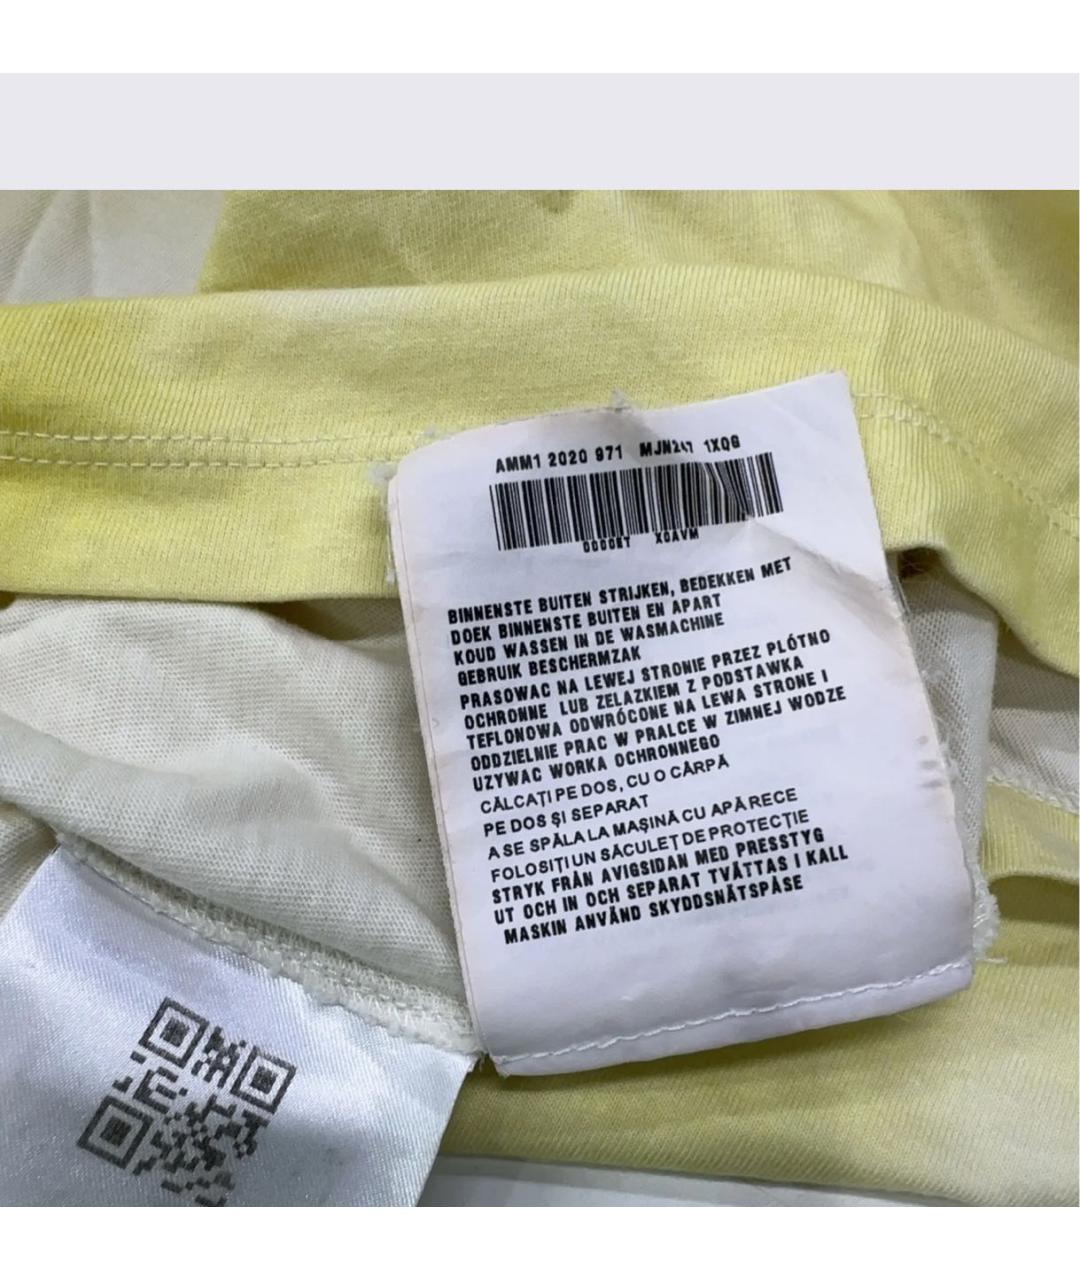 AMM1 2020 971 MJN247 1XQG
0000ET X0AVM
BINNENSTE BUITEN STRIJKEN, BEDEKKEN MET
DOEK BINNENSTE BUITEN EN APART
KOUD WASSEN IN DE WASMACHINE
GEBRUIK BESCHERMZAK
PRASOWAC NA LEWEJ STRONIE PRZEZ PLÓTNO
OCHRONNE LUB ZELAZKIEM Z PODSTAWKA
TEFLONOWA ODWRÓCONE NA LEWA STRONE I
ODDZIELNIE PRAC W PRALCE W ZIMNEJ WODZE
UZYWAC WORKA OCHRONNEGO
CĂLCAȚI PE DOS, CU O CÂRPĂ
PE DOS ȘI SEPARAT
A SE SPĂLA LA MAȘINĂ CU APĂ RECE
FOLOSIȚI UN SĂCULEȚ DE PROTECȚIE
STRYK FRÅN AVIGSIDAN MED PRESSTYG
UT OCH IN OCH SEPARAT TVÄTTAS I KALL
MASKIN ANVÄND SKYDDSNÄTSPÅSE